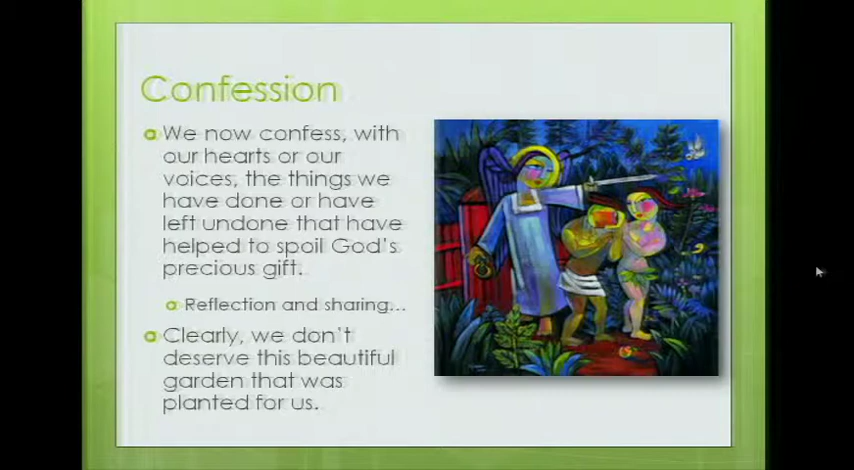 Confession
We now confess, with
our hearts or our
voices, the things we
have done or have
left undone that have
helped to spoil God's
precious gift.
Reflection and sharing...
Clearly, we don't
deserve this beautiful
garden that was
planted for us.